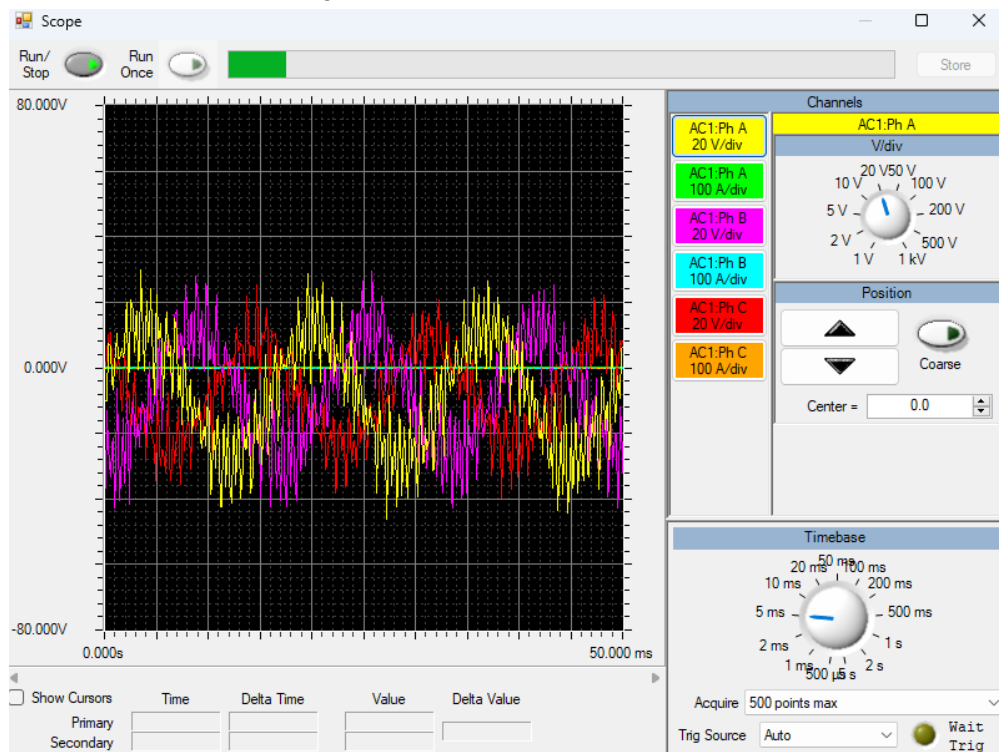 Scope
Run/ Stop
Run Once
Store
80.000V
0.000V
-80.000V
0.000s
50.000 ms
Channels
AC1:Ph A
20 V/div
AC1:Ph A
100 A/div
AC1:Ph B
20 V/div
AC1:Ph B
100 A/div
AC1:Ph C
20 V/div
AC1:Ph C
100 A/div
AC1:Ph A
V/div
20 V 50 V
10 V 100 V
5 V 200 V
2 V 500 V
1 V 1 kV
Position
Coarse
Center = 0.0
Timebase
50 ms
20 ms 100 ms
10 ms 200 ms
5 ms 500 ms
2 ms 1 s
1 ms 2 s
500 µs 5 s
Acquire 500 points max
Trig Source Auto
Wait
Trig
Show Cursors Time Delta Time Value Delta Value
Primary
Secondary